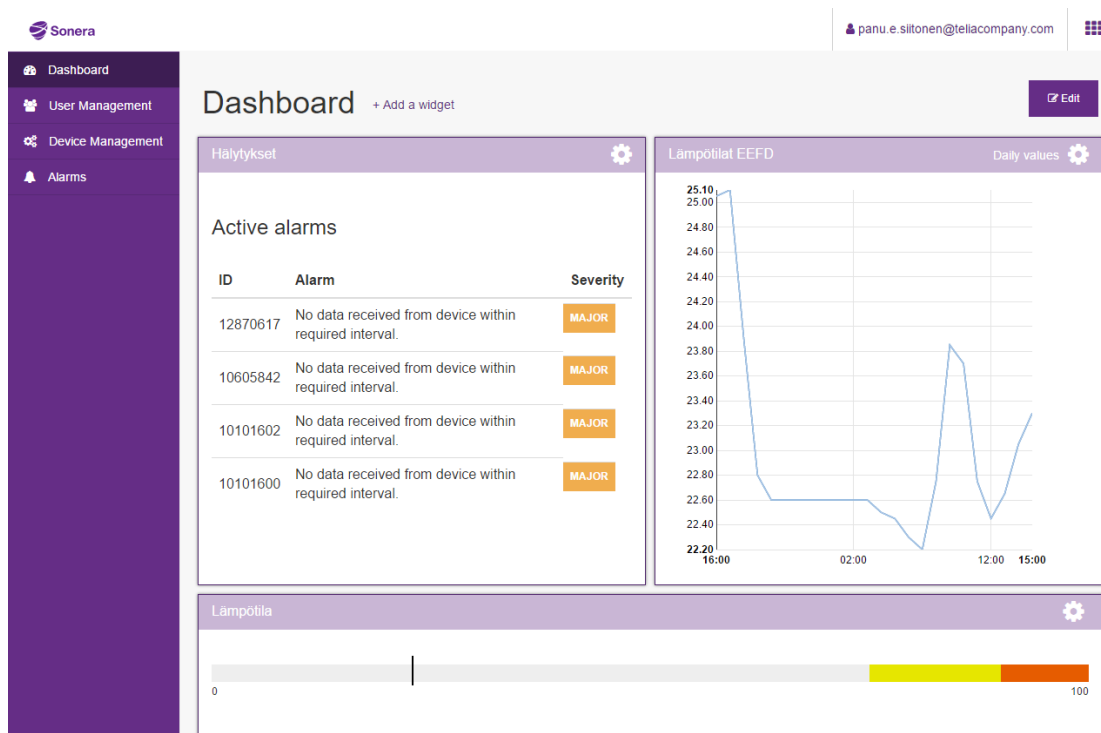 Sonera
panu.e.siitonen@teliacompany.com
Dashboard
User Management
Device Management
Alarms
Dashboard + Add a widget
Edit
Hälytykset
Active alarms
ID Alarm Severity
12870617 No data received from device within MAJOR
required interval.
10605842 No data received from device within MAJOR
required interval.
10101602 No data received from device within MAJOR
required interval.
10101600 No data received from device within MAJOR
required interval.
Lämpötilat EEFD Daily values
25.10
25.00
24.80
24.60
24.40
24.20
24.00
23.80
23.60
23.40
23.20
23.00
22.80
22.60
22.40
22.20
16:00 02:00 12:00 15:00
Lämpötila
0 100